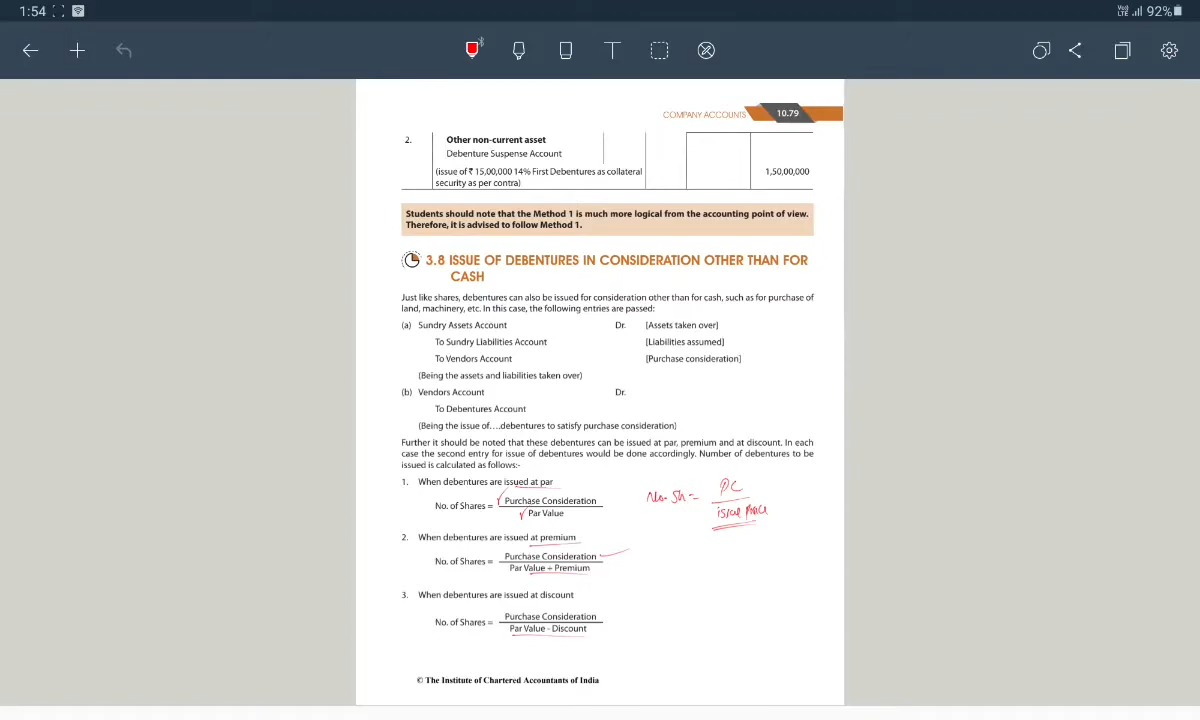 1:54
VoD LTE 92%
COMPANY ACCOUNTS 10.79
2. Other non-current asset
Debenture Suspense Account
(issue of ₹ 15,00,000 14% First Debentures as collateral 1,50,00,000
security as per contra)
Students should note that the Method 1 is much more logical from the accounting point of view.
Therefore, it is advised to follow Method 1.
3.8 ISSUE OF DEBENTURES IN CONSIDERATION OTHER THAN FOR
CASH
Just like shares, debentures can also be issued for consideration other than for cash, such as for purchase of
land, machinery, etc. In this case, the following entries are passed:
(a) Sundry Assets Account Dr. [Assets taken over]
To Sundry Liabilities Account [Liabilities assumed]
To Vendors Account [Purchase consideration]
(Being the assets and liabilities taken over)
(b) Vendors Account Dr.
To Debentures Account
(Being the issue of....debentures to satisfy purchase consideration)
Further it should be noted that these debentures can be issued at par, premium and at discount. In each
case the second entry for issue of debentures would be done accordingly. Number of debentures to be
issued is calculated as follows:-
1. When debentures are issued at par
No. of Shares = Purchase Consideration
Par Value
No. Sh = PC
issue price
2. When debentures are issued at premium
No. of Shares = Purchase Consideration
Par Value + Premium
3. When debentures are issued at discount
No. of Shares = Purchase Consideration
Par Value - Discount
© The Institute of Chartered Accountants of India